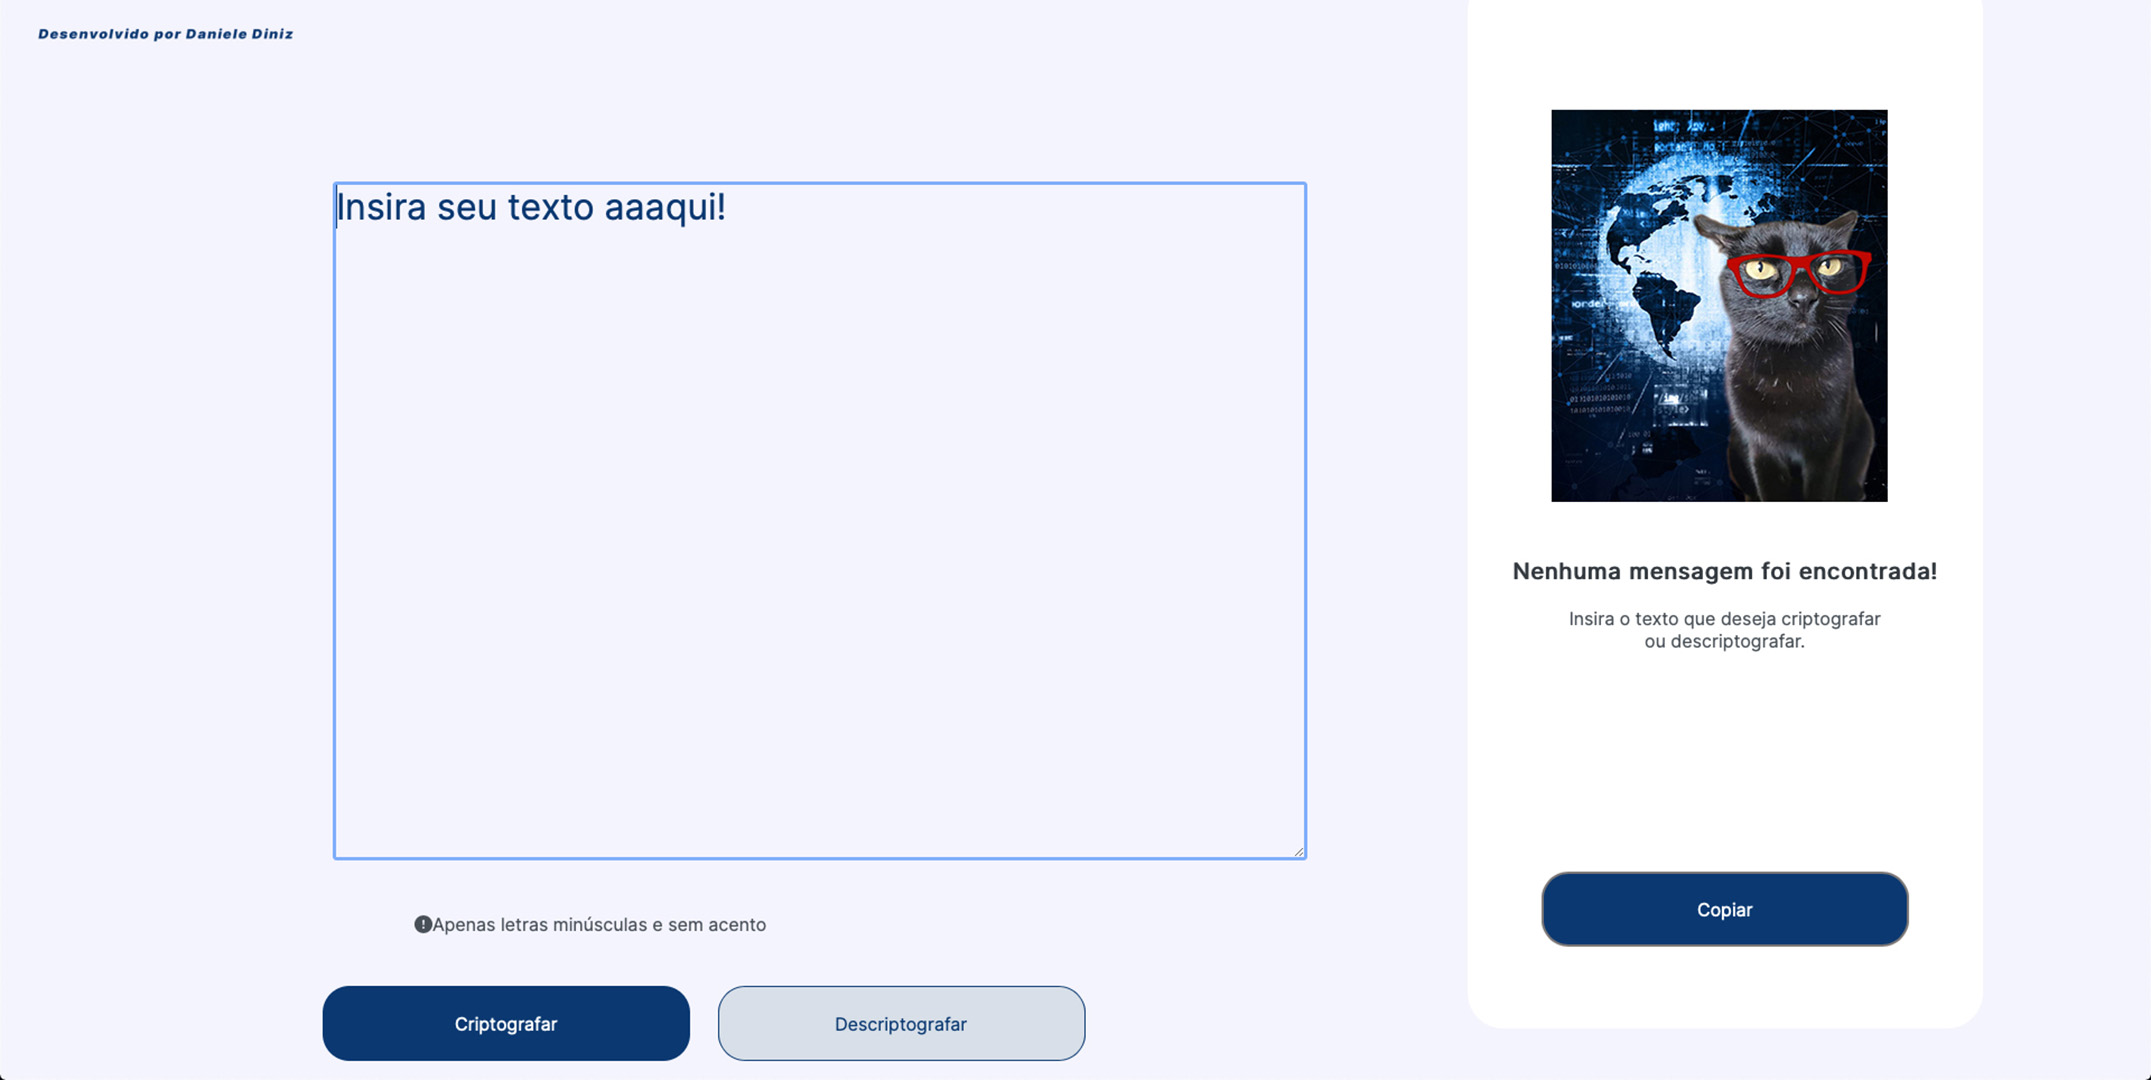 Desenvolvido por Daniele Diniz
Insira seu texto aaaqui!
Apenas letras minúsculas e sem acento
Criptografar
Descriptografar
Nenhuma mensagem foi encontrada!
Insira o texto que deseja criptografar
ou descriptografar.
Copiar